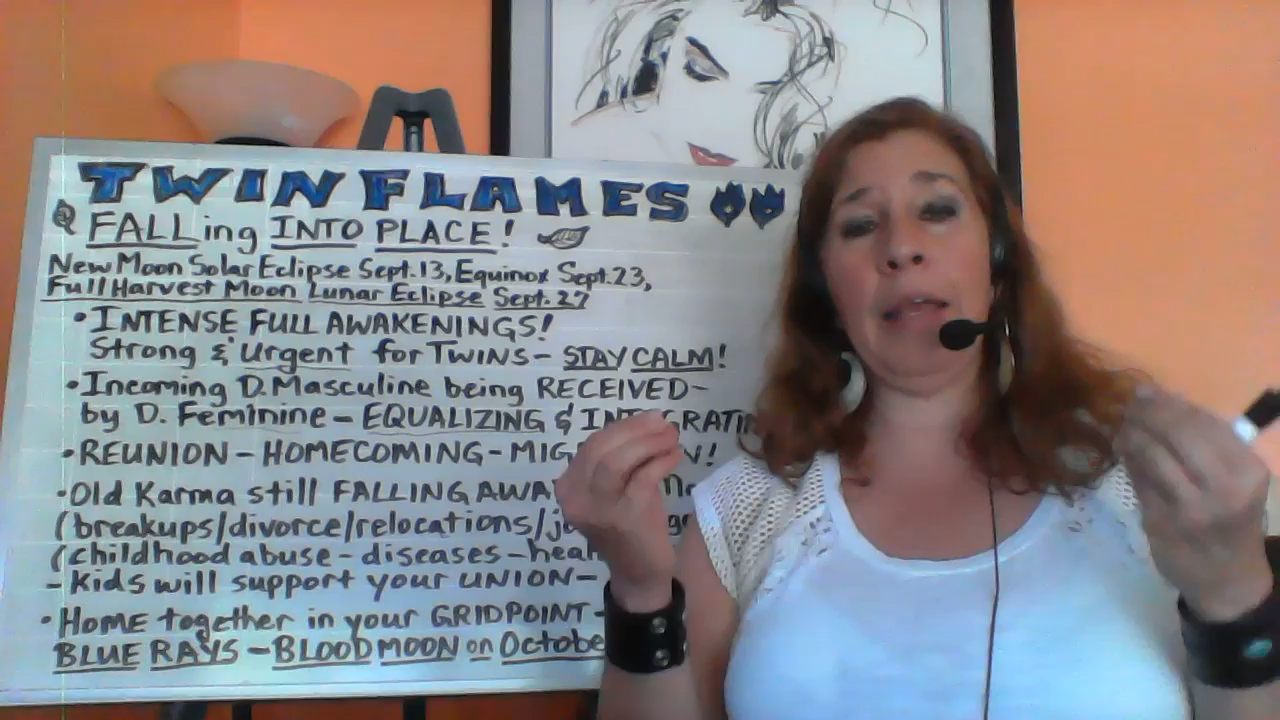 TWIN FLAMES
FALLing INTO PLACE!
New Moon Solar Eclipse Sept. 13, Equinox Sept. 23,
Full Harvest Moon Lunar Eclipse Sept. 27
• INTENSE FULL AWAKENINGS!
Strong & Urgent for TWINS - STAY CALM!
• Incoming D. Masculine being RECEIVED-
by D. Feminine - EQUALIZING &
• REUNION - HOMECOMING -
• Old Karma still FALLING
(breakups/divorce/relocations/
(childhood abuse - diseases -
- Kids will support your UNION-
• HOME together in your GRIDPOINT-
BLUE RAYS - BLOOD MOON on